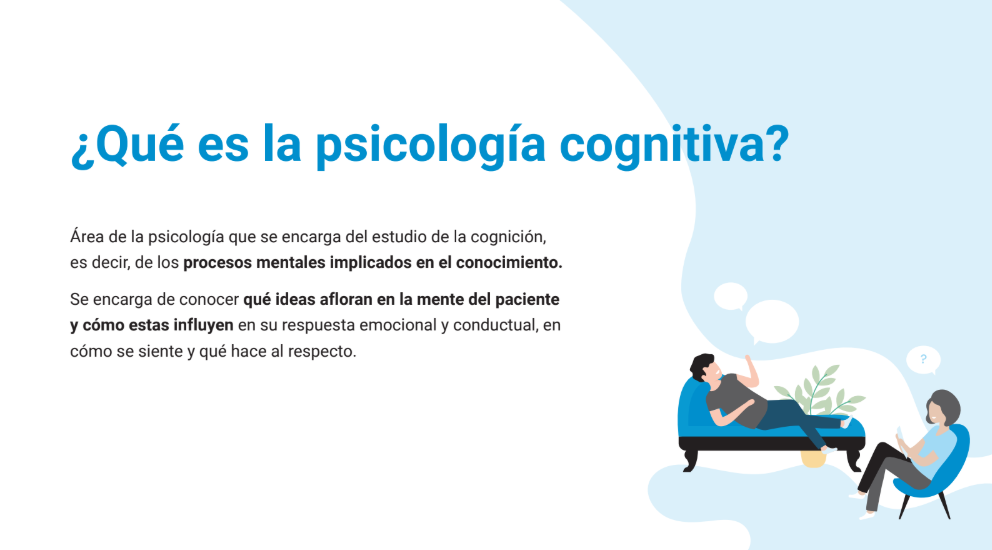 ¿Qué es la psicología cognitiva?
Área de la psicología que se encarga del estudio de la cognición,
es decir, de los procesos mentales implicados en el conocimiento.
Se encarga de conocer qué ideas afloran en la mente del paciente
y cómo estas influyen en su respuesta emocional y conductual, en
cómo se siente y qué hace al respecto.
?